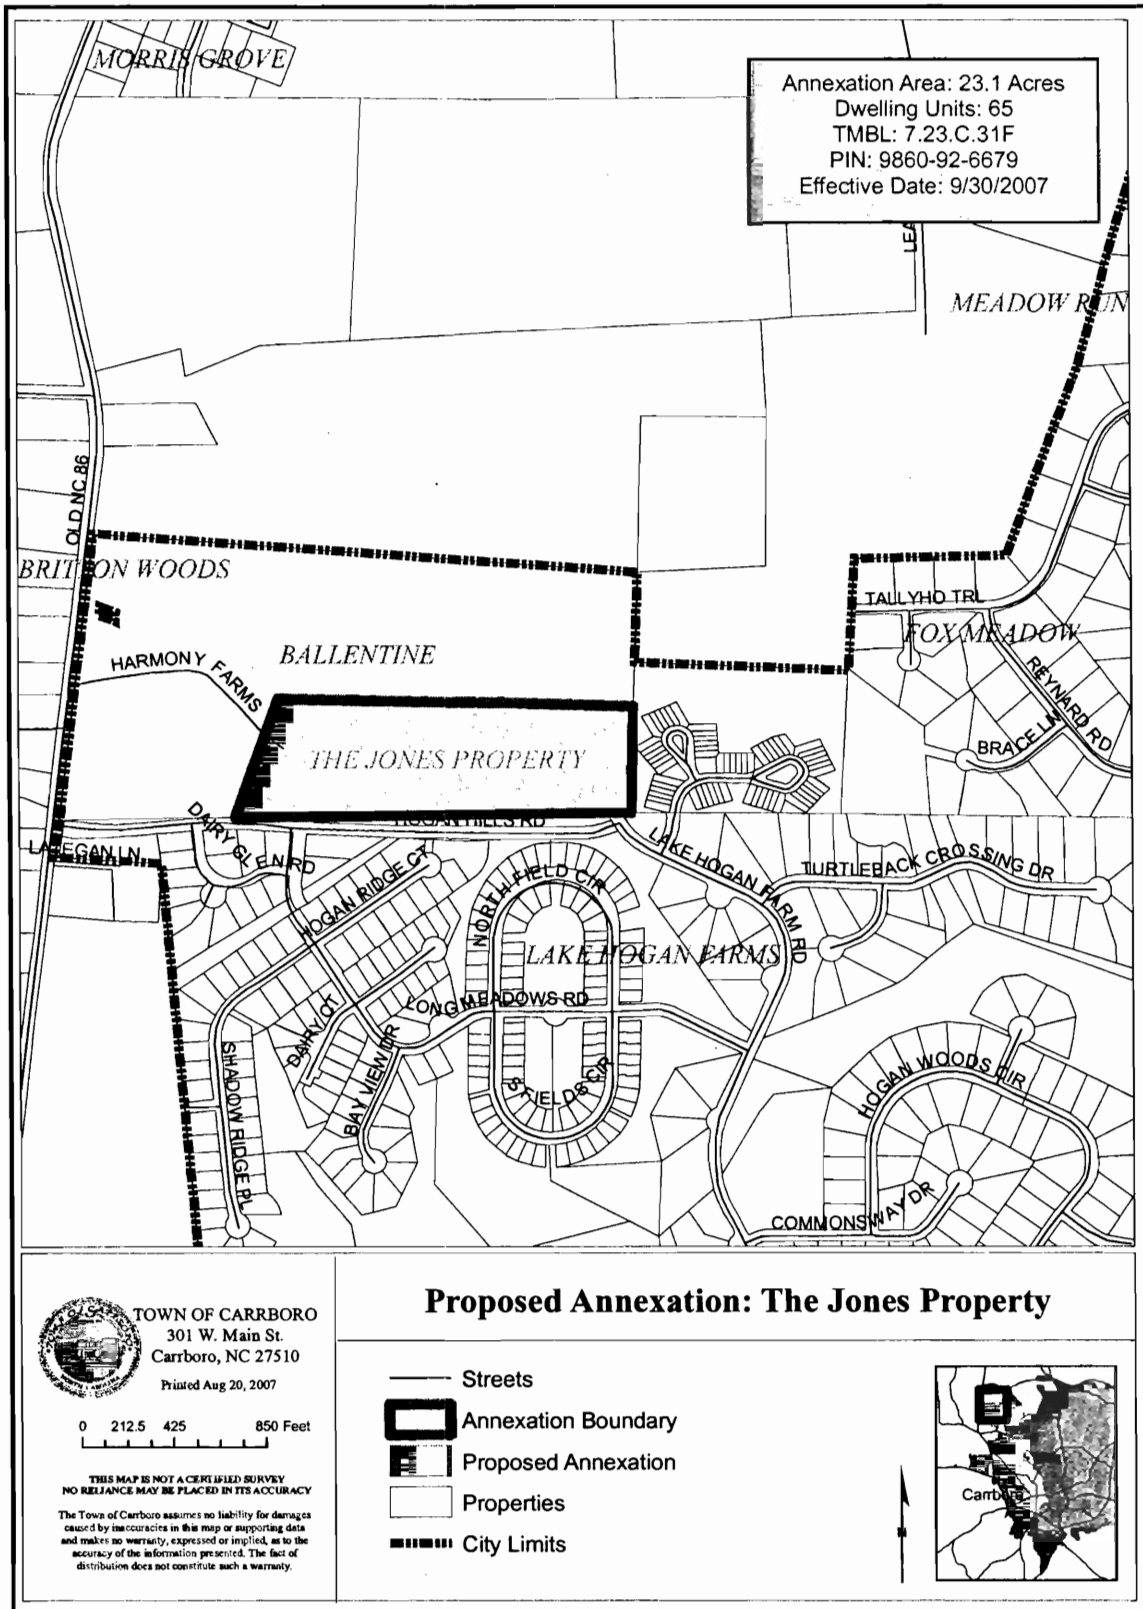 MORRIS GROVE
Annexation Area: 23.1 Acres
Dwelling Units: 65
TMBL: 7.23.C.31F
PIN: 9860-92-6679
Effective Date: 9/30/2007
MEADOW RUN
OLD NC 86
BRITTON WOODS
TALLYHO TRL
FOX MEADOW
HARMONY FARMS
BALLENTINE
REYNARD RD
BRACE LN
THE JONES PROPERTY
HOGAN HILLS RD
DAIRY GLEN RD
LAKE HOGAN FARM RD
TURTLEBACK CROSSING DR
HOGAN RIDGE CT
NORTH FIELD CIR
LAKE HOGAN FARMS
LONG MEADOWS RD
DAIRY CT
BAY VIEW DR
SHADOW RIDGE PL
S FIELDS CIR
HOGAN WOODS CIR
COMMONSWAY DR
Proposed Annexation: The Jones Property
TOWN OF CARRBORO
301 W. Main St.
Carrboro, NC 27510
Printed Aug 20, 2007
0 212.5 425 850 Feet
THIS MAP IS NOT A CERTIFIED SURVEY
NO RELIANCE MAY BE PLACED IN ITS ACCURACY
The Town of Carrboro assumes no liability for damages
caused by inaccuracies in this map or supporting data
and makes no warranty, expressed or implied, as to the
accuracy of the information presented. The fact of
distribution does not constitute such a warranty.
Streets
Annexation Boundary
Proposed Annexation
Properties
City Limits
Carrboro